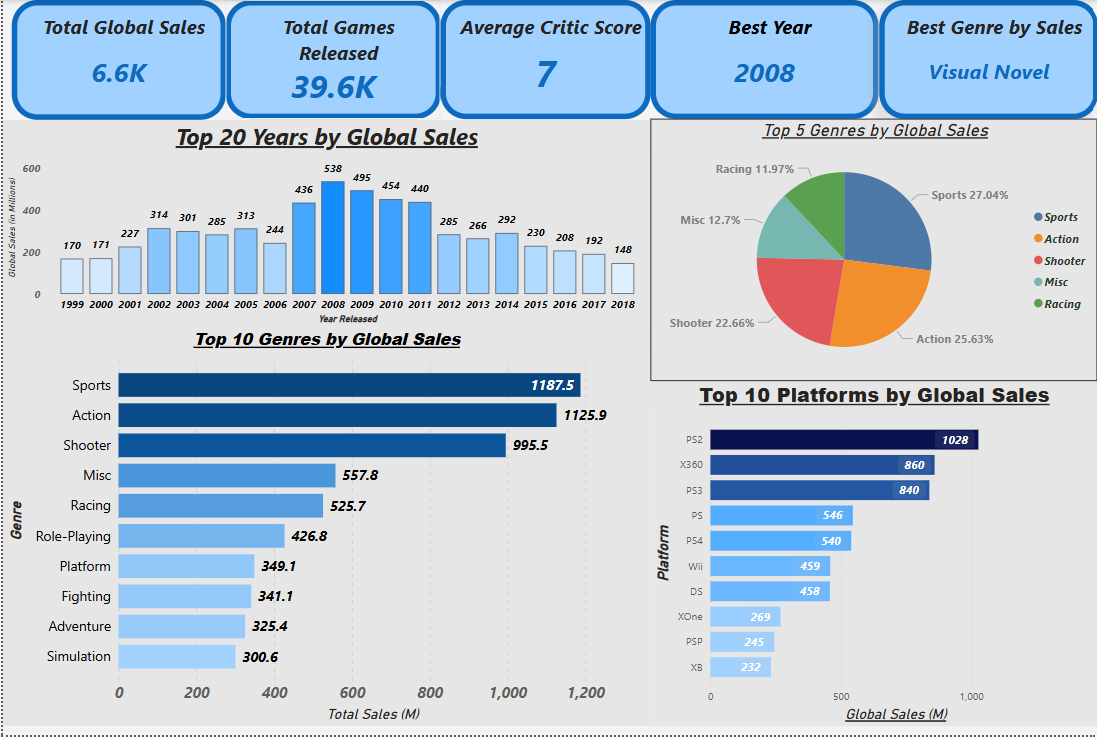 Total Global Sales
6.6K
Total Games
Released
39.6K
Average Critic Score
7
Best Year
2008
Best Genre by Sales
Visual Novel
Top 20 Years by Global Sales
Global Sales (in Millions)
600
400
200
0
170 171 227 314 301 285 313 244 436 538 495 454 440 285 266 292 230 208 192 148
1999 2000 2001 2002 2003 2004 2005 2006 2007 2008 2009 2010 2011 2012 2013 2014 2015 2016 2017 2018
Year Released
Top 5 Genres by Global Sales
Racing 11.97%
Sports 27.04%
Misc 12.7%
Shooter 22.66%
Action 25.63%
Sports
Action
Shooter
Misc
Racing
Top 10 Genres by Global Sales
Genre
Sports 1187.5
Action 1125.9
Shooter 995.5
Misc 557.8
Racing 525.7
Role-Playing 426.8
Platform 349.1
Fighting 341.1
Adventure 325.4
Simulation 300.6
0 200 400 600 800 1,000 1,200
Total Sales (M)
Top 10 Platforms by Global Sales
Platform
PS2 1028
X360 860
PS3 840
PS 546
PS4 540
Wii 459
DS 458
XOne 269
PSP 245
XB 232
0 500 1,000
Global Sales (M)